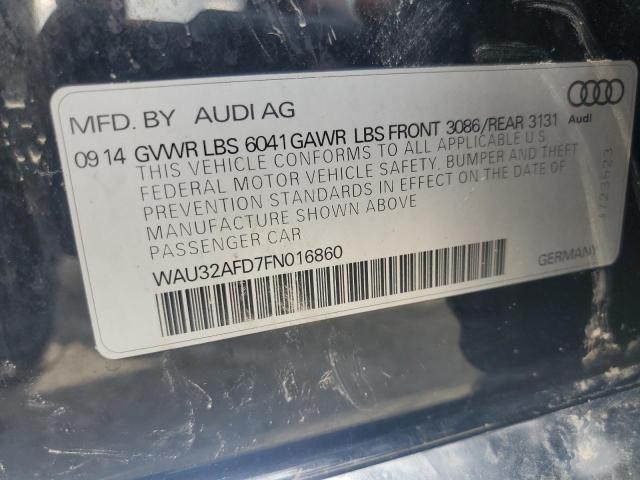 MFD. BY AUDI AG
Audi
09 14 GVWR LBS 6041 GAWR LBS FRONT 3086/REAR 3131
THIS VEHICLE CONFORMS TO ALL APPLICABLE U.S.
FEDERAL MOTOR VEHICLE SAFETY, BUMPER AND THEFT
PREVENTION STANDARDS IN EFFECT ON THE DATE OF
MANUFACTURE SHOWN ABOVE
PASSENGER CAR
WAU32AFD7FN016860
GERMANY